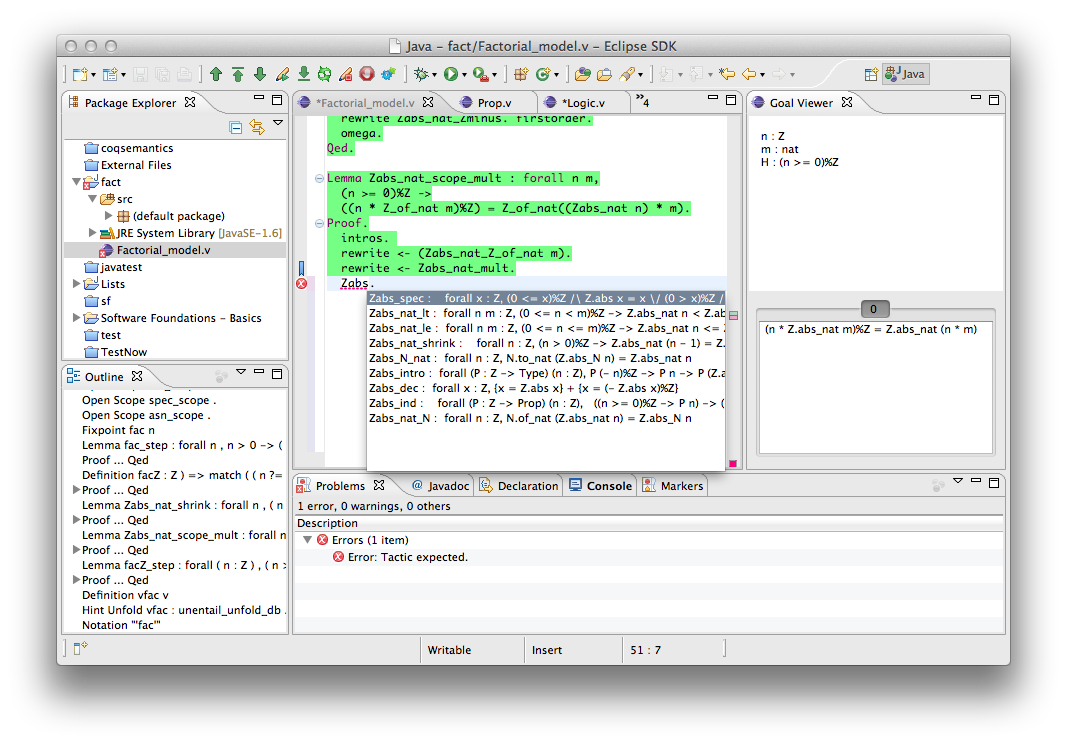 Java – fact/Factorial_model.v – Eclipse SDK
Java
Package Explorer
coqsemantics
External Files
fact
src
(default package)
JRE System Library [JavaSE-1.6]
Factorial_model.v
javatest
Lists
sf
Software Foundations – Basics
test
TestNow
Outline
Open Scope spec_scope .
Open Scope asn_scope .
Fixpoint fac n
Lemma fac_step : forall n , n > 0 -> (
Proof ... Qed
Definition facZ : Z ) => match ( ( n ?=
Proof ... Qed
Lemma Zabs_nat_shrink : forall n , ( n
Proof ... Qed
Lemma Zabs_nat_scope_mult : forall n
Proof ... Qed
Lemma facZ_step : forall ( n : Z ) , ( n >
Proof ... Qed
Definition vfac v
Hint Unfold vfac : unentail_unfold_db .
Notation "'fac'"
*Factorial_model.v
Prop.v
*Logic.v
»4
rewrite Zabs_nat_Zminus. firstorder.
omega.
Qed.
Lemma Zabs_nat_scope_mult : forall n m,
(n >= 0)%Z ->
((n * Z_of_nat m)%Z) = Z_of_nat((Zabs_nat n) * m).
Proof.
intros.
rewrite <- (Zabs_nat_Z_of_nat m).
rewrite <- Zabs_nat_mult.
Zabs.
Zabs_spec : forall x : Z, (0 <= x)%Z /\ Z.abs x = x \/ (0 > x)%Z /
Zabs_nat_lt : forall n m : Z, (0 <= n < m)%Z -> Z.abs_nat n < Z.ab
Zabs_nat_le : forall n m : Z, (0 <= n <= m)%Z -> Z.abs_nat n <= Z
Zabs_nat_shrink : forall n : Z, (n > 0)%Z -> Z.abs_nat (n - 1) = Z.
Zabs_N_nat : forall n : Z, N.to_nat (Z.abs_N n) = Z.abs_nat n
Zabs_intro : forall (P : Z -> Type) (n : Z), P (- n)%Z -> P n -> P (Z.a
Zabs_dec : forall x : Z, {x = Z.abs x} + {x = (- Z.abs x)%Z}
Zabs_ind : forall (P : Z -> Prop) (n : Z), ((n >= 0)%Z -> P n) -> (
Zabs_nat_N : forall n : Z, N.of_nat (Z.abs_nat n) = Z.abs_N n
Goal Viewer
n : Z
m : nat
H : (n >= 0)%Z
0
(n * Z.abs_nat m)%Z = Z.abs_nat (n * m)
Problems
@ Javadoc
Declaration
Console
Markers
1 error, 0 warnings, 0 others
Description
Errors (1 item)
Error: Tactic expected.
Writable
Insert
51 : 7